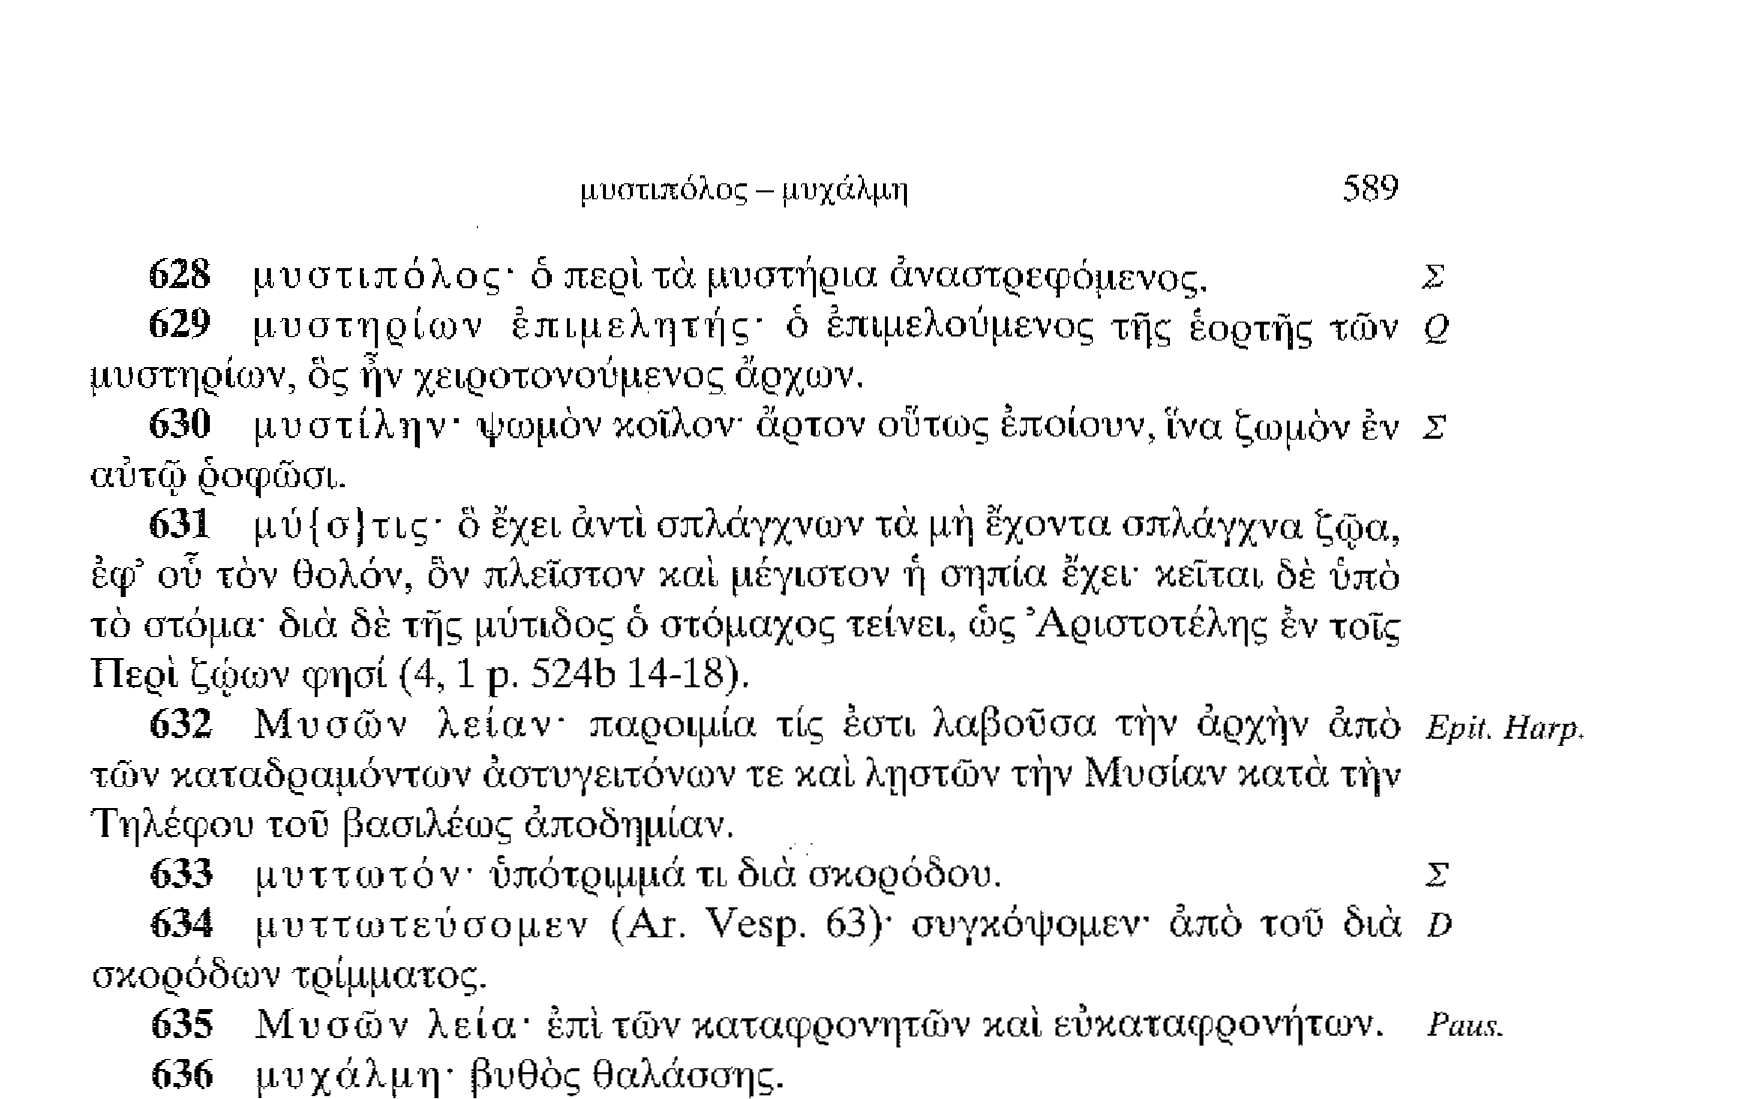 μυστιπόλος – μυχάλμη 589
628 μυστιπόλος· ὁ περὶ τὰ μυστήρια ἀναστρεφόμενος. Σ
629 μυστηρίων ἐπιμελητής· ὁ ἐπιμελούμενος τῆς ἑορτῆς τῶν Q
μυστηρίων, ὃς ἦν χειροτονούμενος ἄρχων.
630 μυστίλην· ψωμὸν κοῖλον· ἄρτον οὕτως ἐποίουν, ἵνα ζωμὸν ἐν Σ
αὐτῷ ῥοφῶσι.
631 μύ{σ}τις· ὃ ἔχει ἀντὶ σπλάγχνων τὰ μὴ ἔχοντα σπλάγχνα ζῷα,
ἐφ’ οὗ τὸν θολόν, ὃν πλεῖστον καὶ μέγιστον ἡ σηπία ἔχει· κεῖται δὲ ὑπὸ
τὸ στόμα· διὰ δὲ τῆς μύτιδος ὁ στόμαχος τείνει, ὡς Ἀριστοτέλης ἐν τοῖς
Περὶ ζῴων φησί (4, 1 p. 524b 14-18).
632 Μυσῶν λείαν· παροιμία τίς ἐστι λαβοῦσα τὴν ἀρχὴν ἀπὸ Epit. Harp.
τῶν καταδραμόντων ἀστυγειτόνων τε καὶ λῃστῶν τὴν Μυσίαν κατὰ τὴν
Τηλέφου τοῦ βασιλέως ἀποδημίαν.
633 μυττωτόν· ὑπότριμμά τι διὰ σκορόδου. Σ
634 μυττωτεύσομεν (Ar. Vesp. 63)· συγκόψομεν· ἀπὸ τοῦ διὰ D
σκορόδων τρίμματος.
635 Μυσῶν λεία· ἐπὶ τῶν καταφρονητῶν καὶ εὐκαταφρονήτων. Paus.
636 μυχάλμη· βυθὸς θαλάσσης.